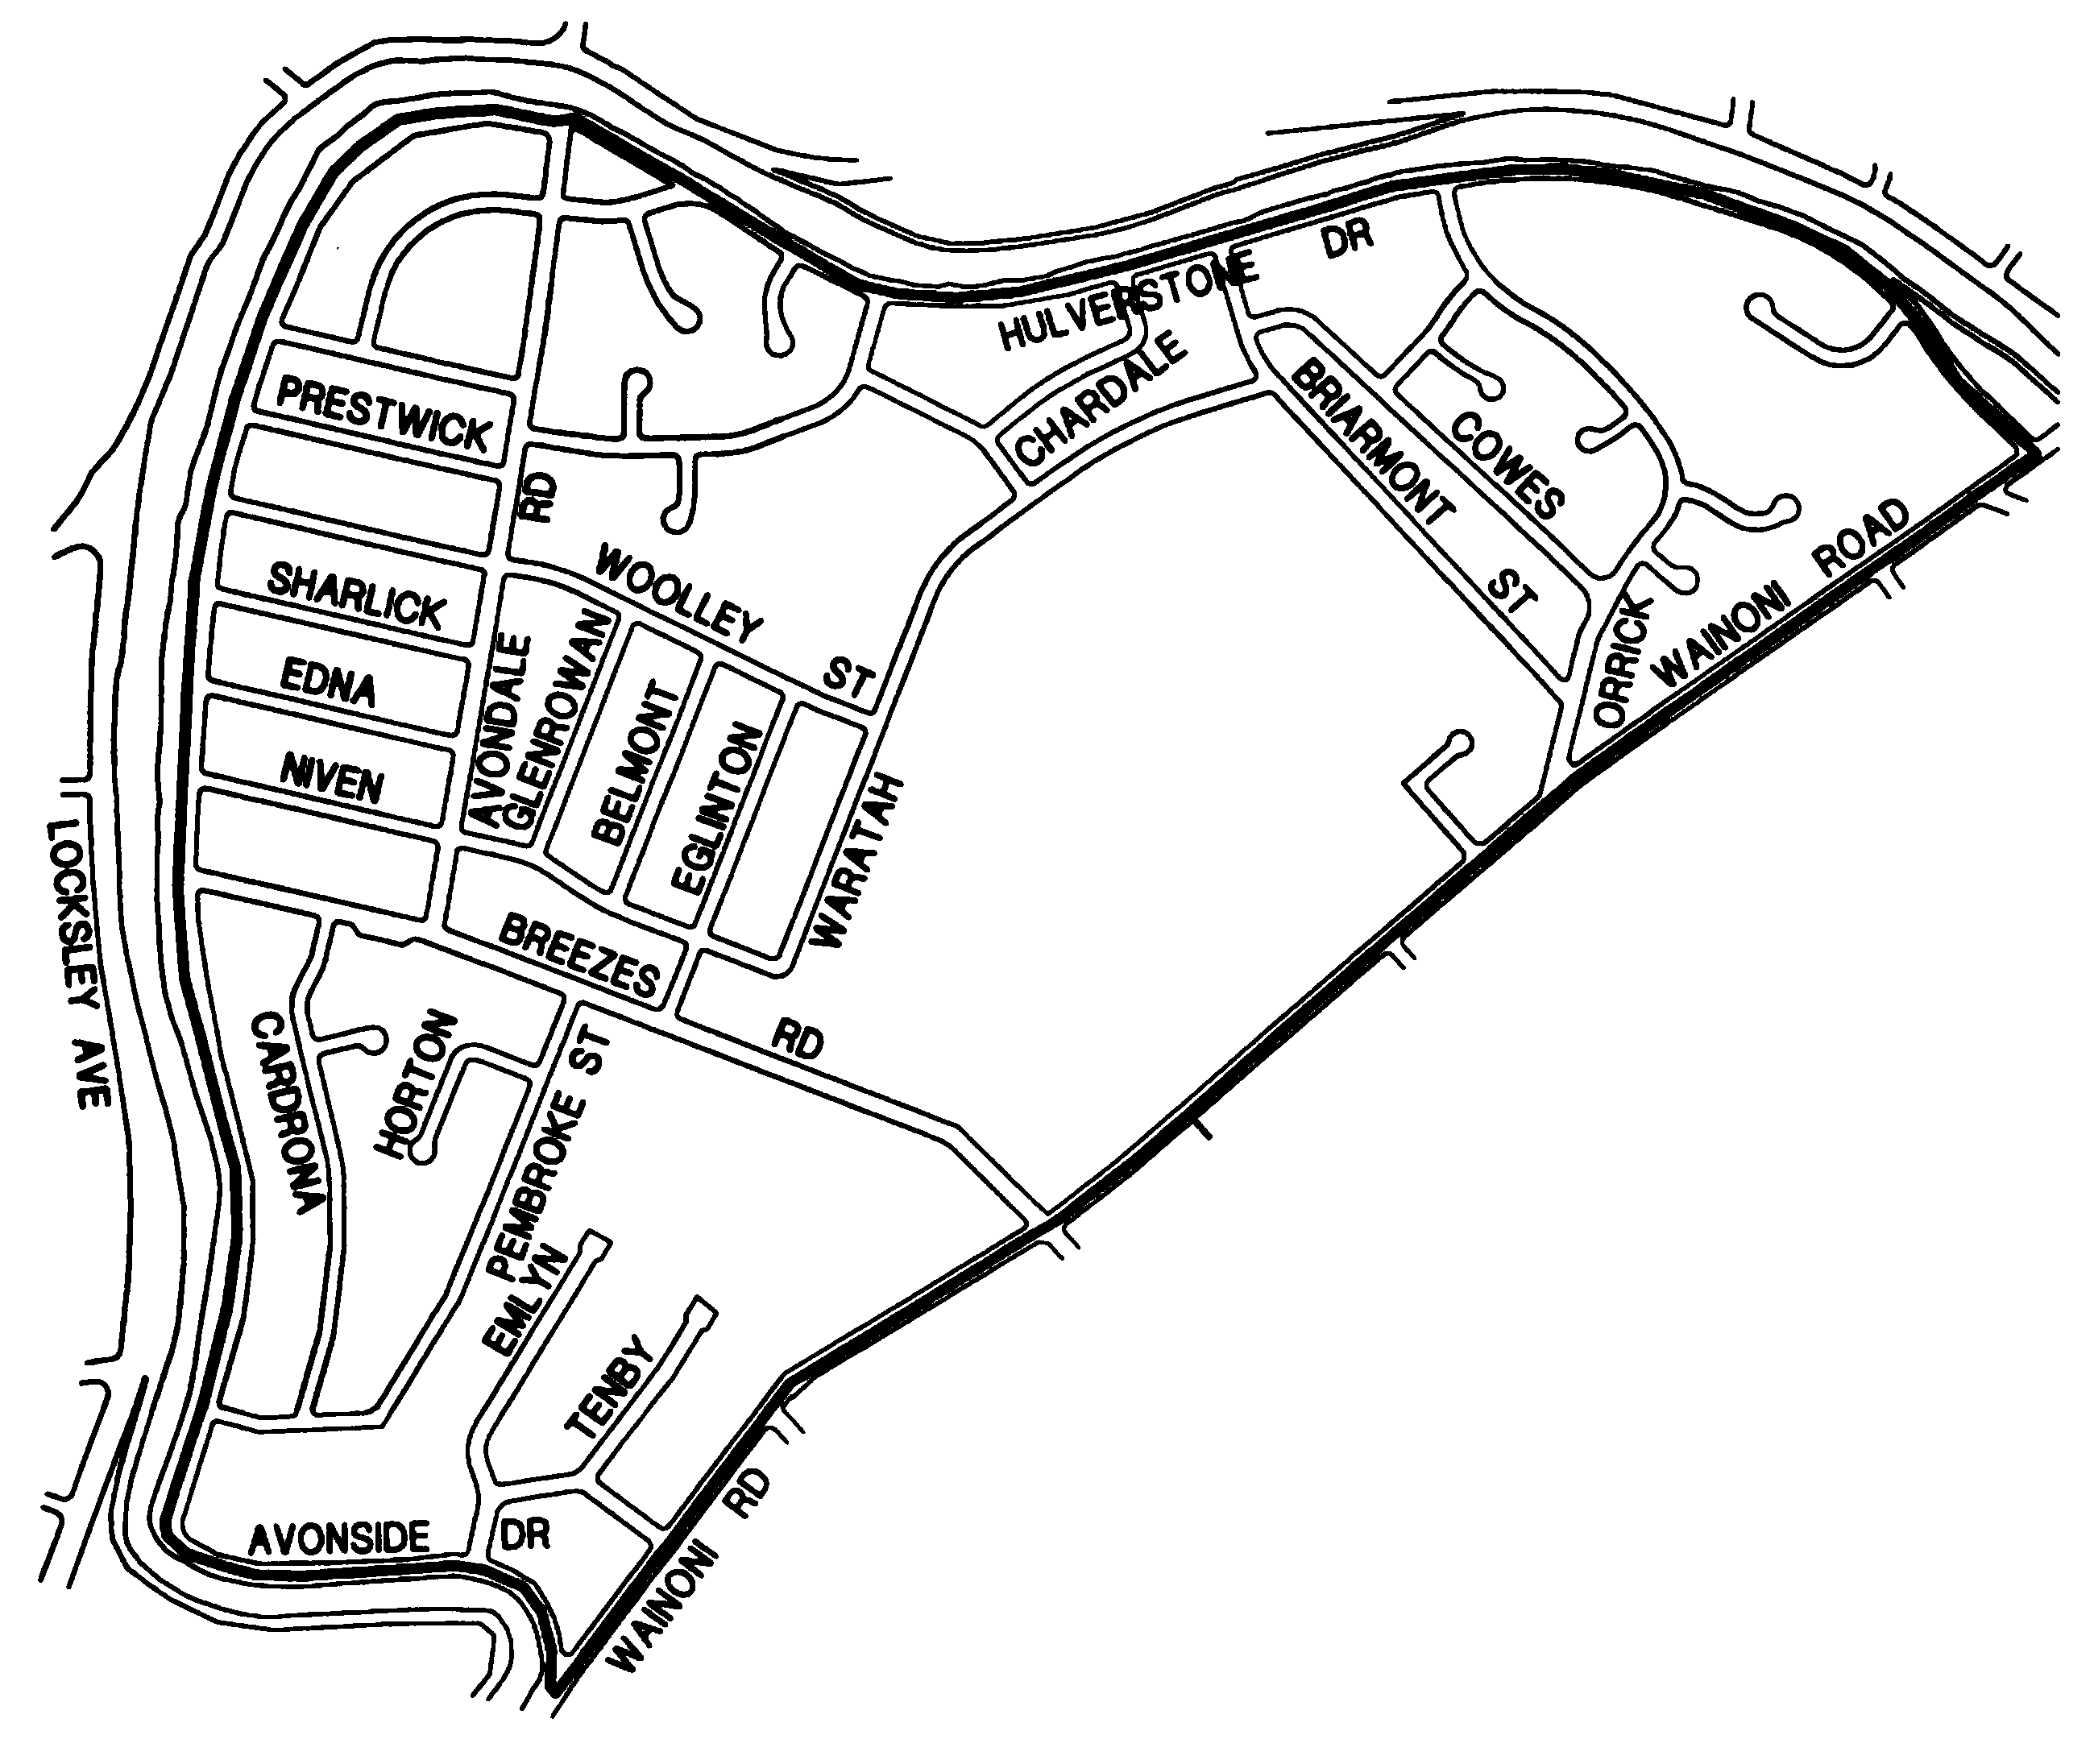 HULVERSTONE DR
CHARDALE
PRESTWICK
BRIARMONT ST
COWES
RD
WAINONI ROAD
WOOLLEY ST
SHARLICK
ORRICK
EDNA
AVONDALE
GLENROWAN
BELMONT
EGLINTON
NIVEN
WARATAH
LOCKSLEY AVE
BREEZES RD
CARDRONA
HORTON
PEMBROKE ST
EMLYN
TENBY
AVONSIDE DR
WAINONI RD